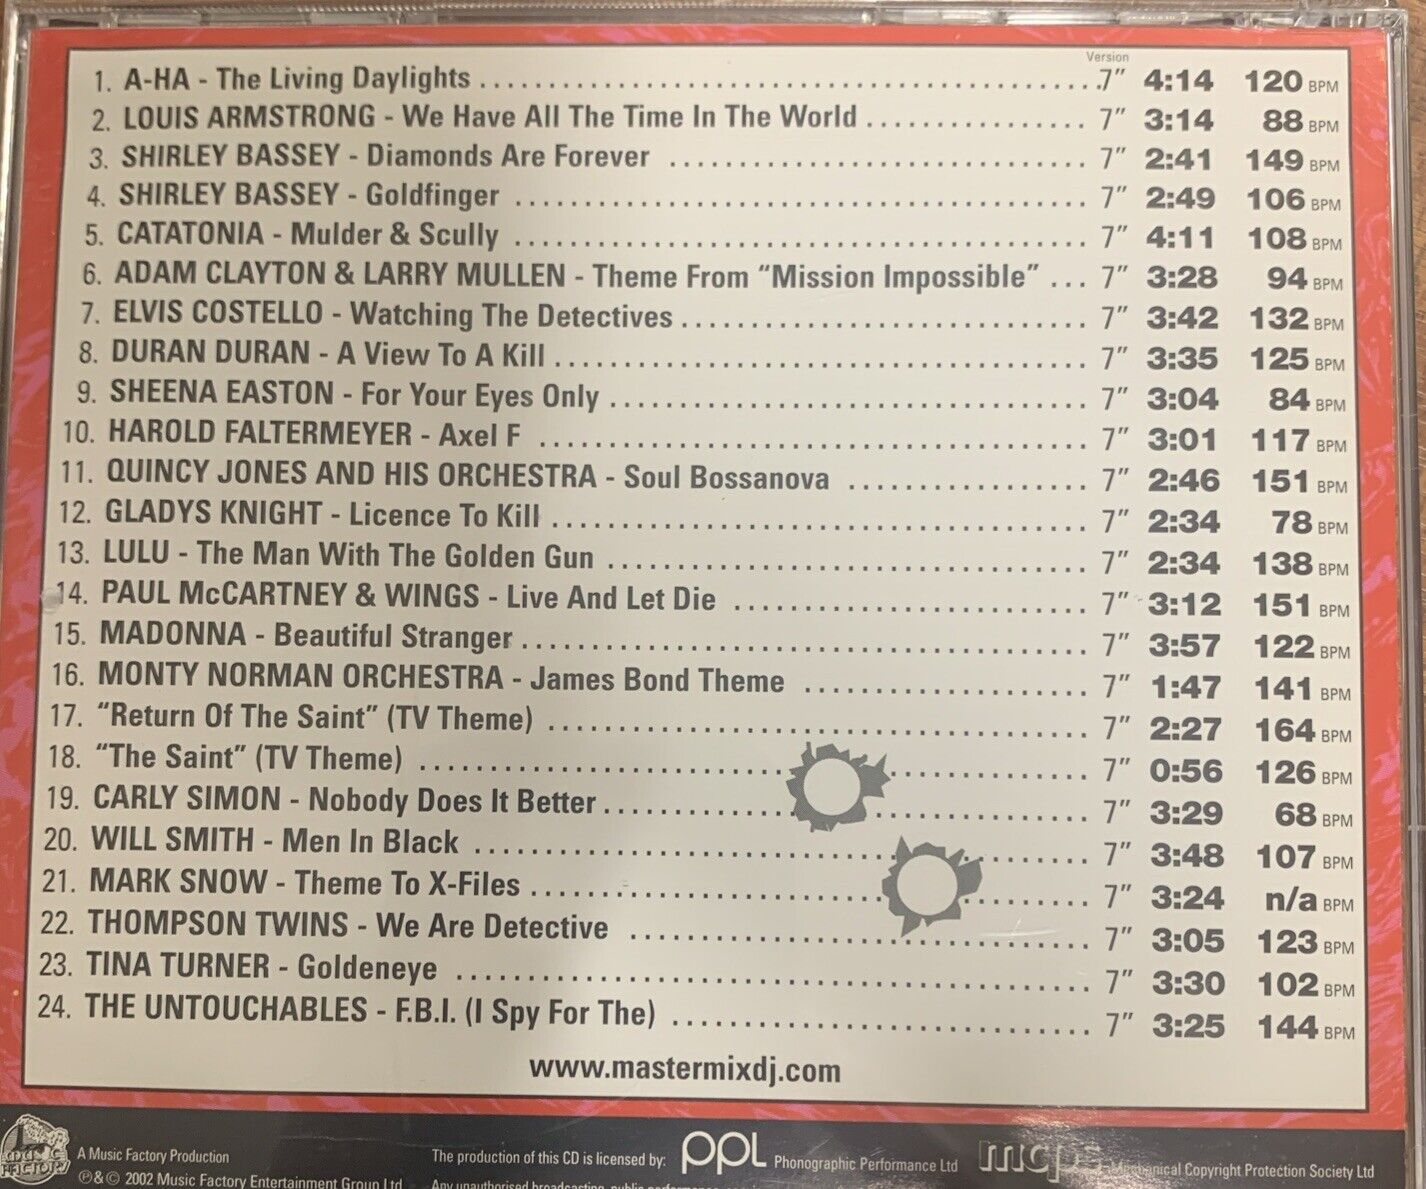 Version
1. A-HA - The Living Daylights 7" 4:14 120 BPM
2. LOUIS ARMSTRONG - We Have All The Time In The World 7" 3:14 88 BPM
3. SHIRLEY BASSEY - Diamonds Are Forever 7" 2:41 149 BPM
4. SHIRLEY BASSEY - Goldfinger 7" 2:49 106 BPM
5. CATATONIA - Mulder & Scully 7" 4:11 108 BPM
6. ADAM CLAYTON & LARRY MULLEN - Theme From “Mission Impossible” 7" 3:28 94 BPM
7. ELVIS COSTELLO - Watching The Detectives 7" 3:42 132 BPM
8. DURAN DURAN - A View To A Kill 7" 3:35 125 BPM
9. SHEENA EASTON - For Your Eyes Only 7" 3:04 84 BPM
10. HAROLD FALTERMEYER - Axel F 7" 3:01 117 BPM
11. QUINCY JONES AND HIS ORCHESTRA - Soul Bossanova 7" 2:46 151 BPM
12. GLADYS KNIGHT - Licence To Kill 7" 2:34 78 BPM
13. LULU - The Man With The Golden Gun 7" 2:34 138 BPM
14. PAUL McCARTNEY & WINGS - Live And Let Die 7" 3:12 151 BPM
15. MADONNA - Beautiful Stranger 7" 3:57 122 BPM
16. MONTY NORMAN ORCHESTRA - James Bond Theme 7" 1:47 141 BPM
17. “Return Of The Saint” (TV Theme) 7" 2:27 164 BPM
18. “The Saint” (TV Theme) 7" 0:56 126 BPM
19. CARLY SIMON - Nobody Does It Better 7" 3:29 68 BPM
20. WILL SMITH - Men In Black 7" 3:48 107 BPM
21. MARK SNOW - Theme To X-Files 7" 3:24 n/a BPM
22. THOMPSON TWINS - We Are Detective 7" 3:05 123 BPM
23. TINA TURNER - Goldeneye 7" 3:30 102 BPM
24. THE UNTOUCHABLES - F.B.I. (I Spy For The) 7" 3:25 144 BPM
www.mastermixdj.com
MUSIC FACTORY
A Music Factory Production
℗&© 2002 Music Factory Entertainment Group Ltd
The production of this CD is licensed by: PPL Phonographic Performance Ltd mcps Mechanical Copyright Protection Society Ltd
Any unauthorised broadcasting, public performance